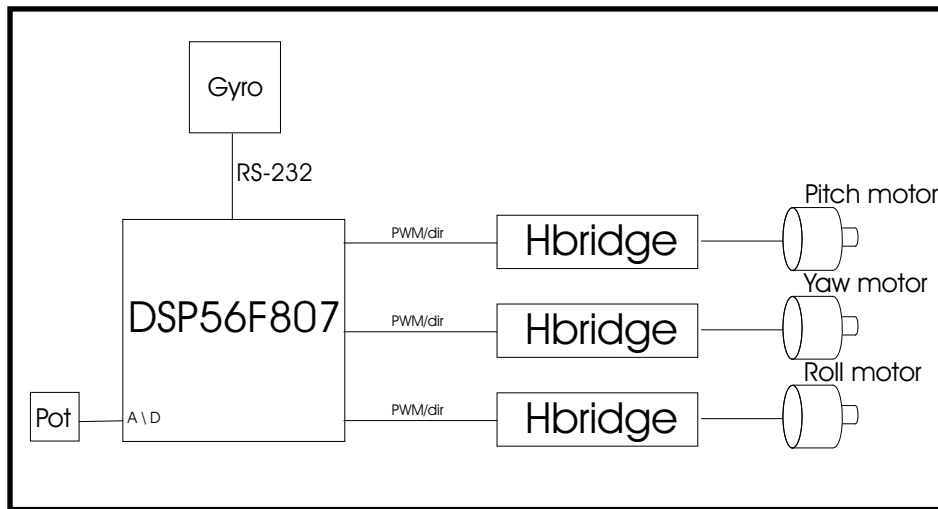 Gyro
RS-232
Pitch motor
PWM/dir
Hbridge
Yaw motor
DSP56F807
PWM/dir
Hbridge
Roll motor
Pot
A\D
PWM/dir
Hbridge